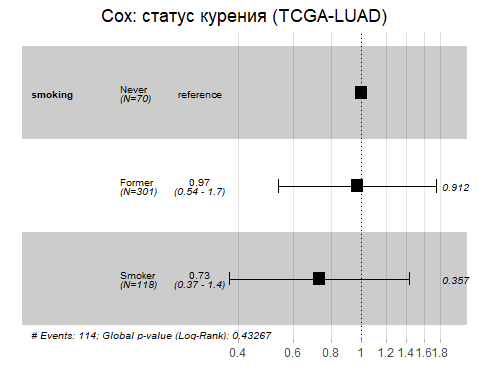 Cox: статус курения (TCGA-LUAD)
smoking
Never
(N=70)
reference
Former
(N=301)
0.97
(0.54 - 1.7)
0.912
Smoker
(N=118)
0.73
(0.37 - 1.4)
0.357
# Events: 114; Global p-value (Log-Rank): 0,43267
0.4 0.6 0.8 1 1.2 1.4 1.6 1.8